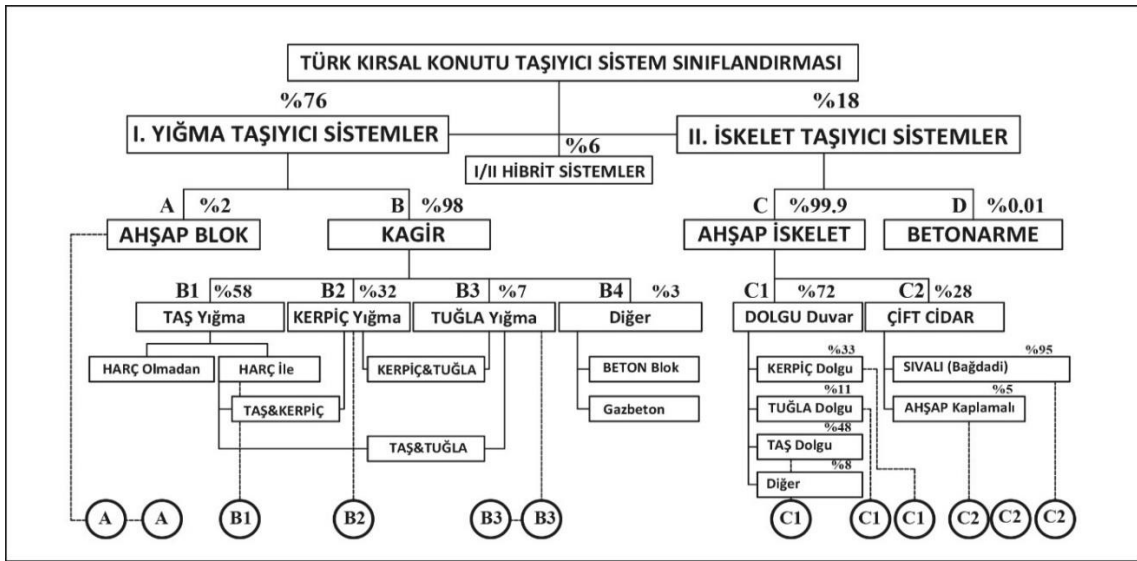 TÜRK KIRSAL KONUTU TAŞIYICI SİSTEM SINIFLANDIRMASI
%76
%18
I. YIĞMA TAŞIYICI SİSTEMLER
II. İSKELET TAŞIYICI SİSTEMLER
%6
I/II HİBRİT SİSTEMLER
A %2
B %98
C %99.9
D %0.01
AHŞAP BLOK
KAGİR
AHŞAP İSKELET
BETONARME
B1 %58
B2 %32
B3 %7
B4 %3
C1 %72
C2 %28
TAŞ Yığma
KERPİÇ Yığma
TUĞLA Yığma
Diğer
DOLGU Duvar
ÇİFT CİDAR
HARÇ Olmadan
HARÇ İle
KERPİÇ&TUĞLA
BETON Blok
%33
KERPİÇ Dolgu
%95
SIVALI (Bağdadi)
TAŞ&KERPİÇ
Gazbeton
%11
TUĞLA Dolgu
%5
AHŞAP Kaplamalı
TAŞ&TUĞLA
%48
TAŞ Dolgu
%8
Diğer
A A B1 B2 B3 B3 C1 C1 C1 C2 C2 C2